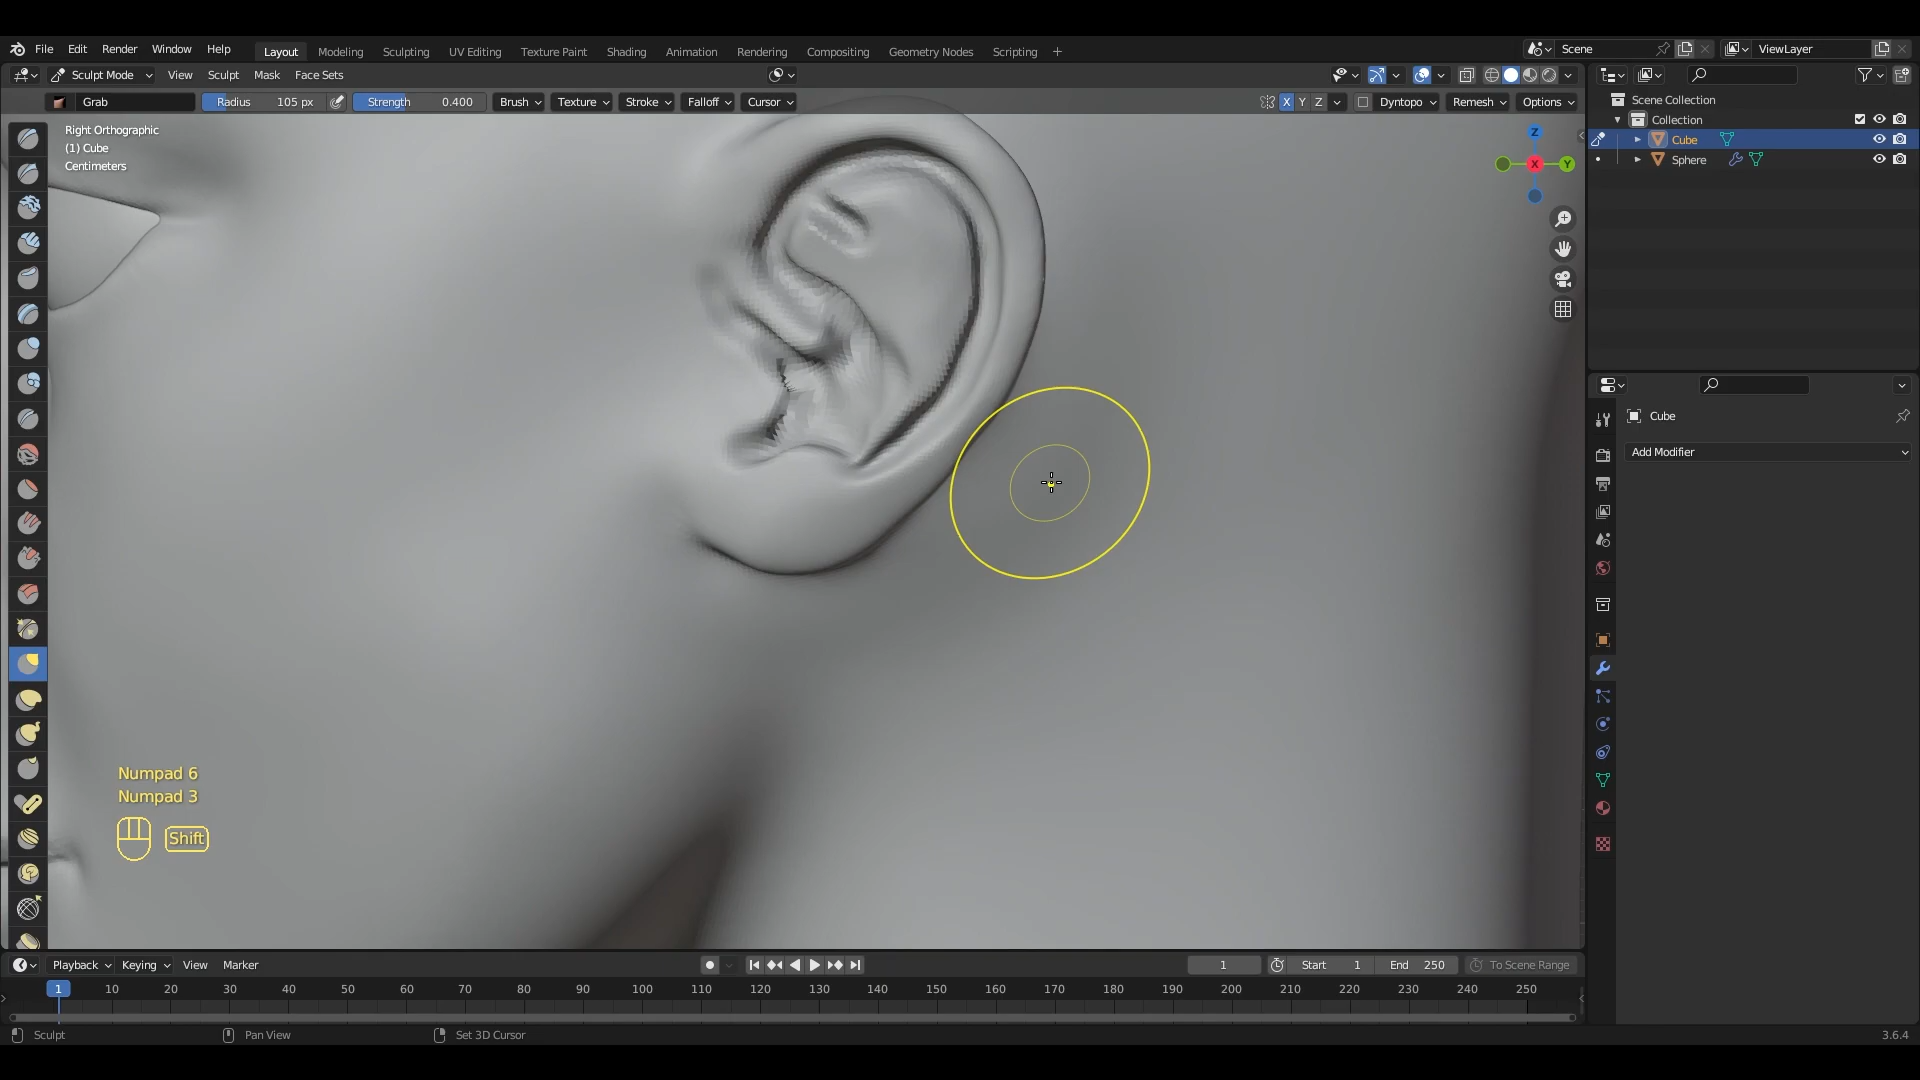 File Edit Render Window Help Layout Modeling Sculpting UV Editing Texture Paint Shading Animation Rendering Compositing Geometry Nodes Scripting + Scene ViewLayer
Sculpt Mode View Sculpt Mask Face Sets
Grab Radius 105 px Strength 0.400 Brush Texture Stroke Falloff Cursor X Y Z Dyntopo Remesh Options
Scene Collection
Collection
Cube
Sphere
Right Orthographic
(1) Cube
Centimeters
Z
X
Y
Cube
Add Modifier
Numpad 6
Numpad 3
Shift
Playback Keying View Marker 1 Start 1 End 250 To Scene Range
1 10 20 30 40 50 60 70 80 90 100 110 120 130 140 150 160 170 180 190 200 210 220 230 240 250
Sculpt Pan View Set 3D Cursor 3.6.4